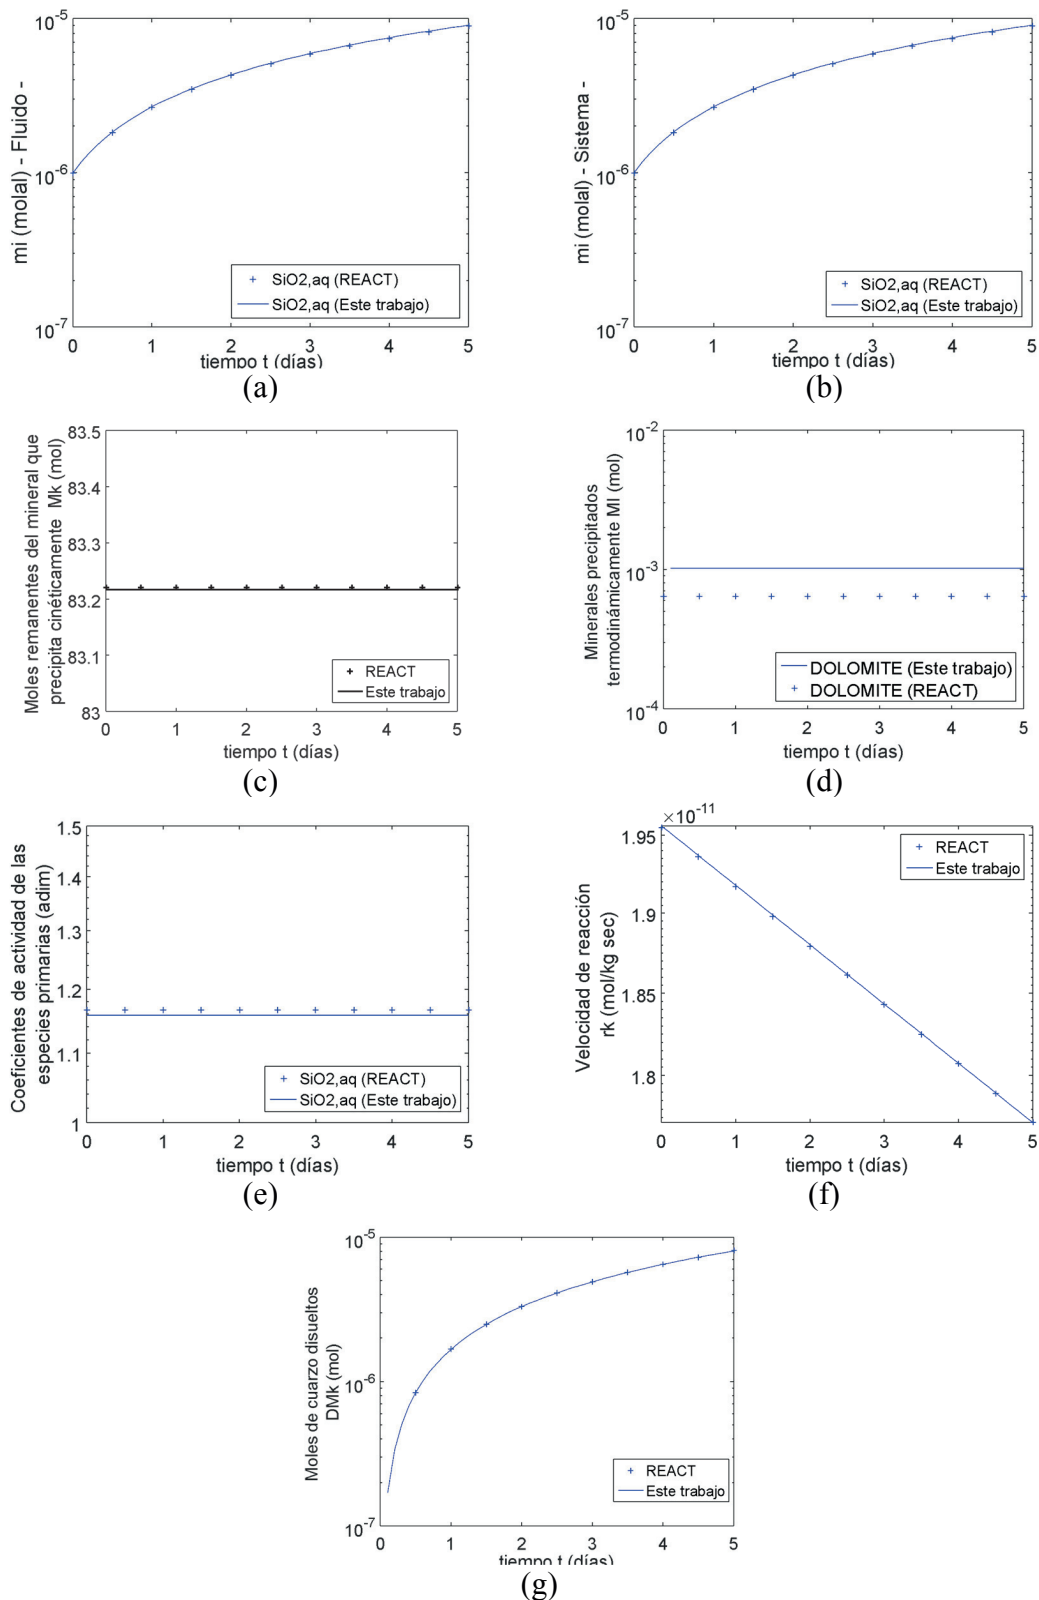 10^-5
10^-6
10^-7
mi (molal) - Fluido -
SiO2,aq (REACT)
SiO2,aq (Este trabajo)
0 1 2 3 4 5
tiempo t (días)
(a)
10^-5
10^-6
10^-7
mi (molal) - Sistema -
SiO2,aq (REACT)
SiO2,aq (Este trabajo)
0 1 2 3 4 5
tiempo t (días)
(b)
83.5
83.4
83.3
83.2
83.1
83
Moles remanentes del mineral que
precipita cinéticamente Mk (mol)
REACT
Este trabajo
0 1 2 3 4 5
tiempo t (días)
(c)
10^-2
10^-3
10^-4
Minerales precipitados
termodinámicamente Ml (mol)
DOLOMITE (Este trabajo)
DOLOMITE (REACT)
0 1 2 3 4 5
tiempo t (días)
(d)
1.5
1.4
1.3
1.2
1.1
1
Coeficientes de actividad de las
especies primarias (adim)
SiO2,aq (REACT)
SiO2,aq (Este trabajo)
0 1 2 3 4 5
tiempo t (días)
(e)
×10^-11
1.95
1.9
1.85
1.8
Velocidad de reacción
rk (mol/kg sec)
REACT
Este trabajo
0 1 2 3 4 5
tiempo t (días)
(f)
10^-5
10^-6
10^-7
Moles de cuarzo disueltos
DMk (mol)
REACT
Este trabajo
0 1 2 3 4 5
tiempo t (días)
(g)